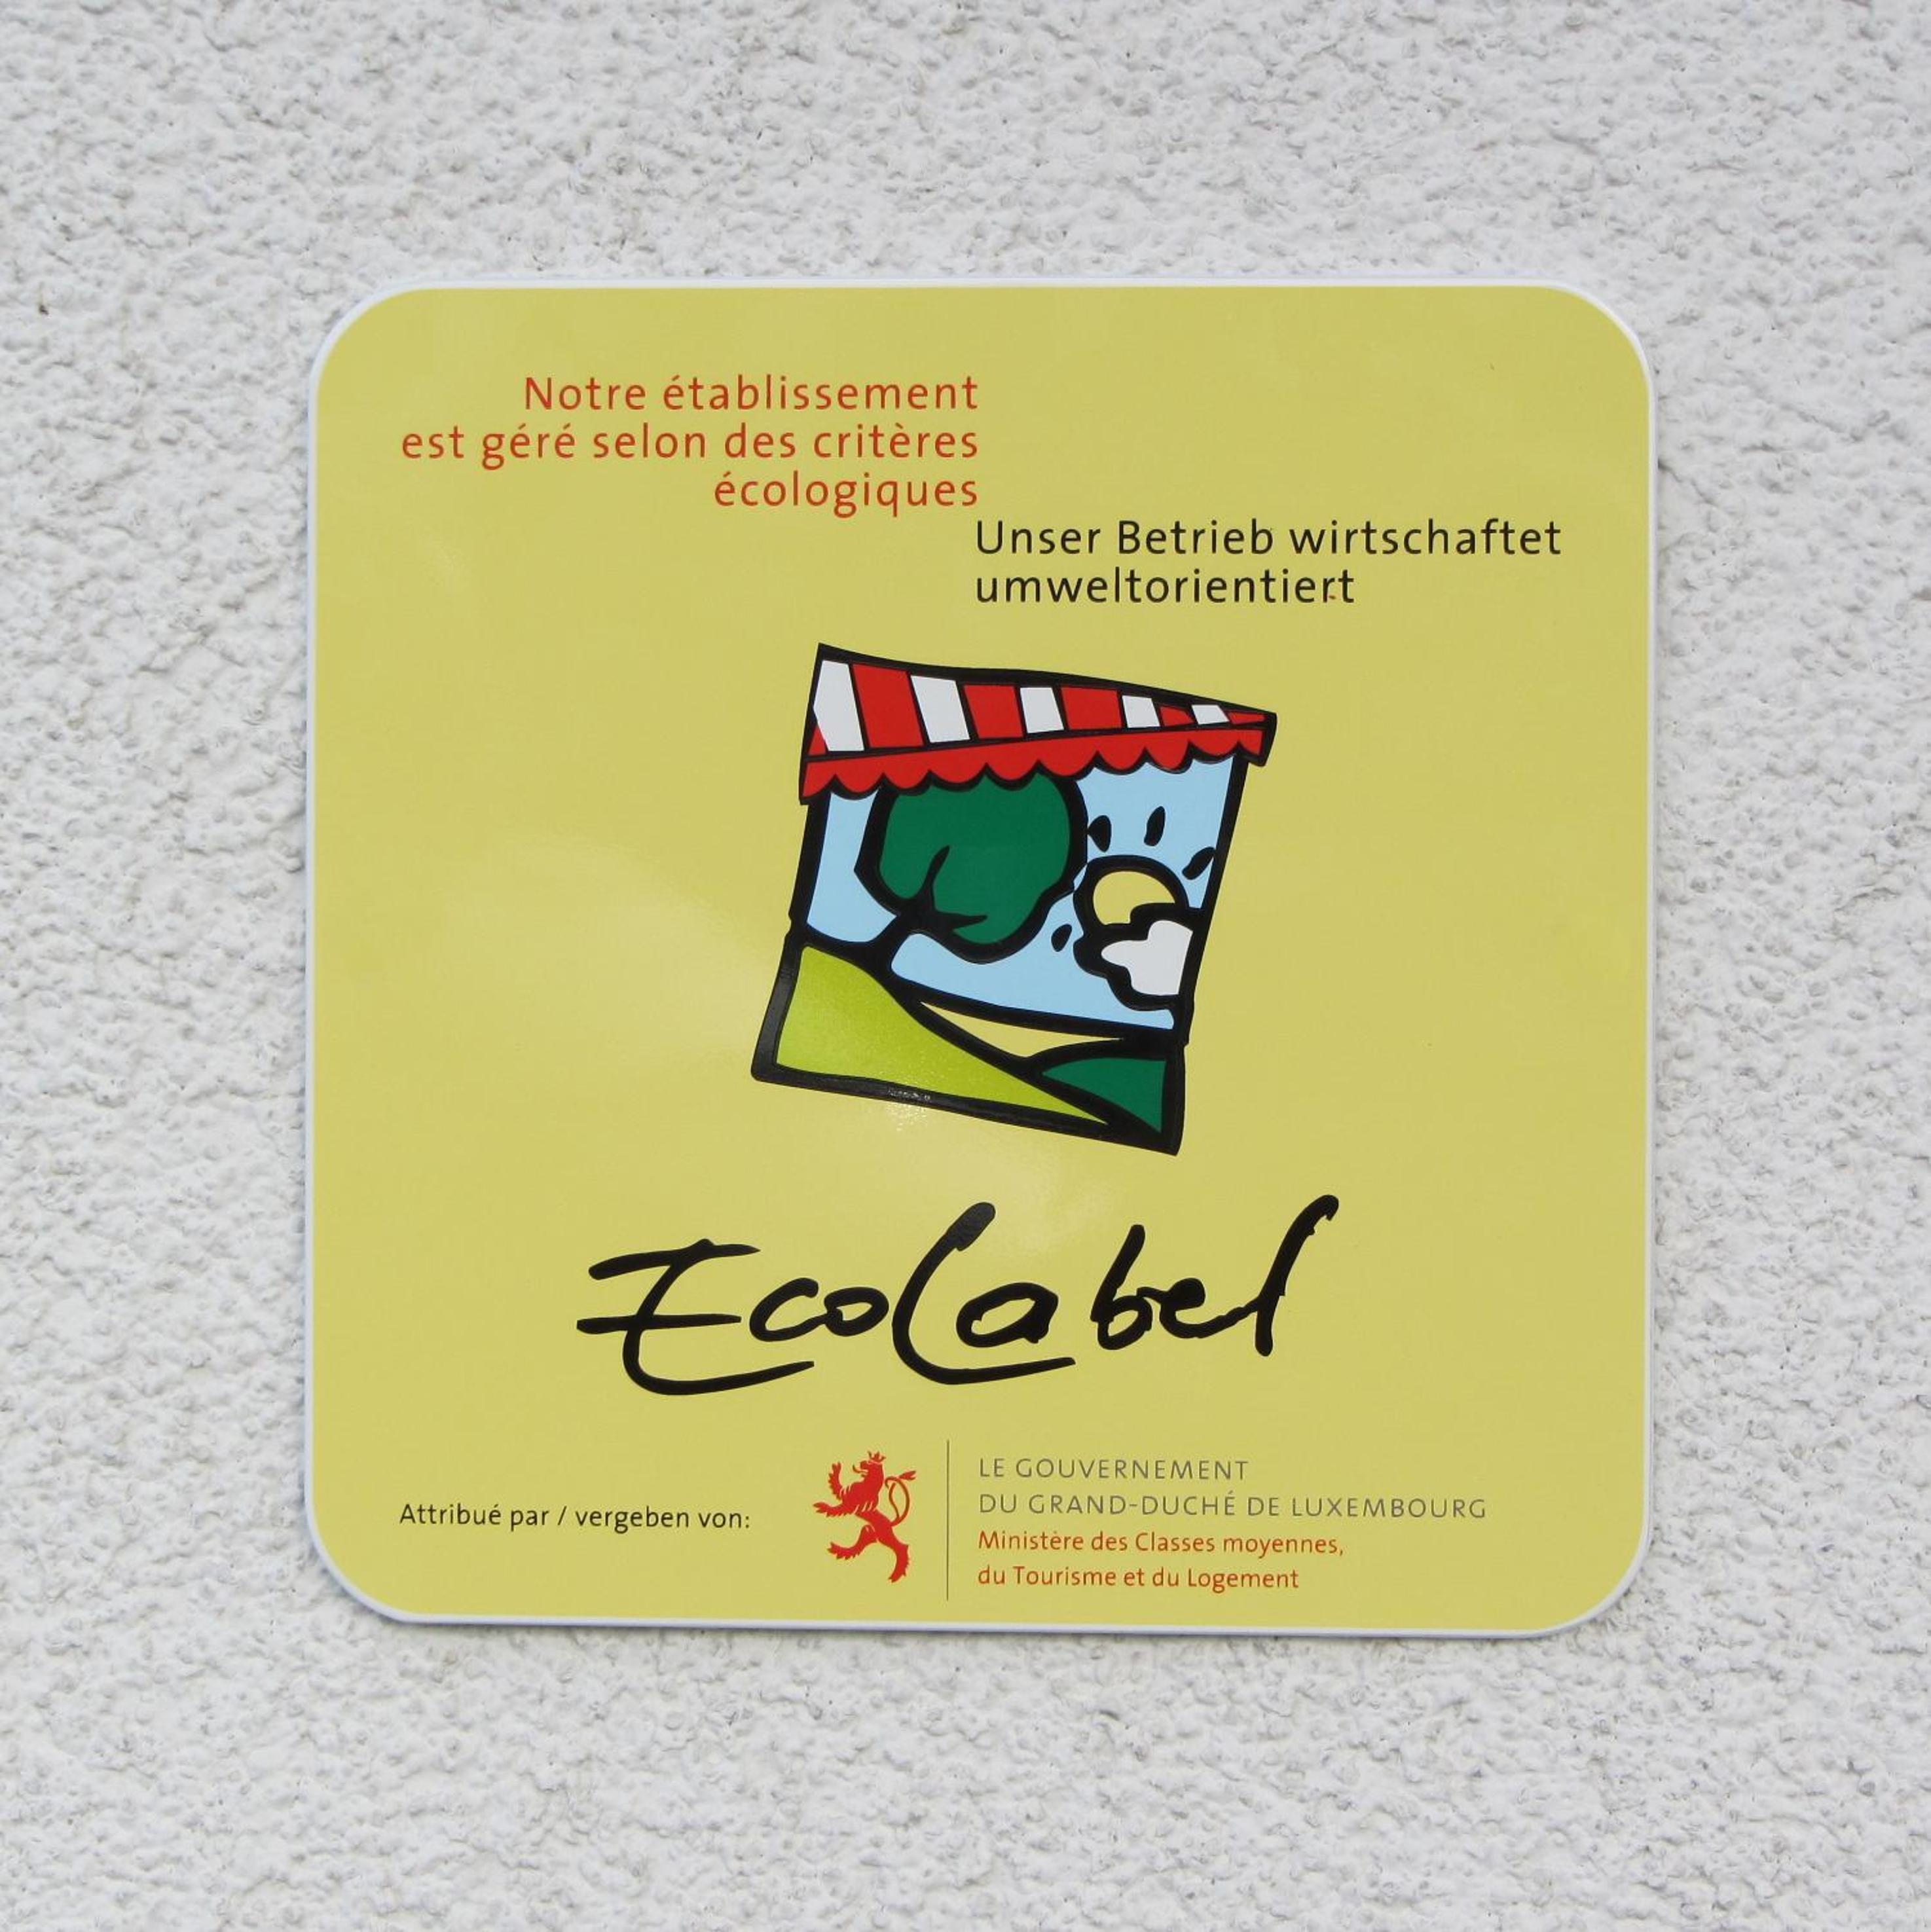 Notre établissement
est géré selon des critères
écologiques
Unser Betrieb wirtschaftet
umweltorientiert
EcoLabel
Attribué par / vergeben von:
LE GOUVERNEMENT
DU GRAND-DUCHÉ DE LUXEMBOURG
Ministère des Classes moyennes,
du Tourisme et du Logement